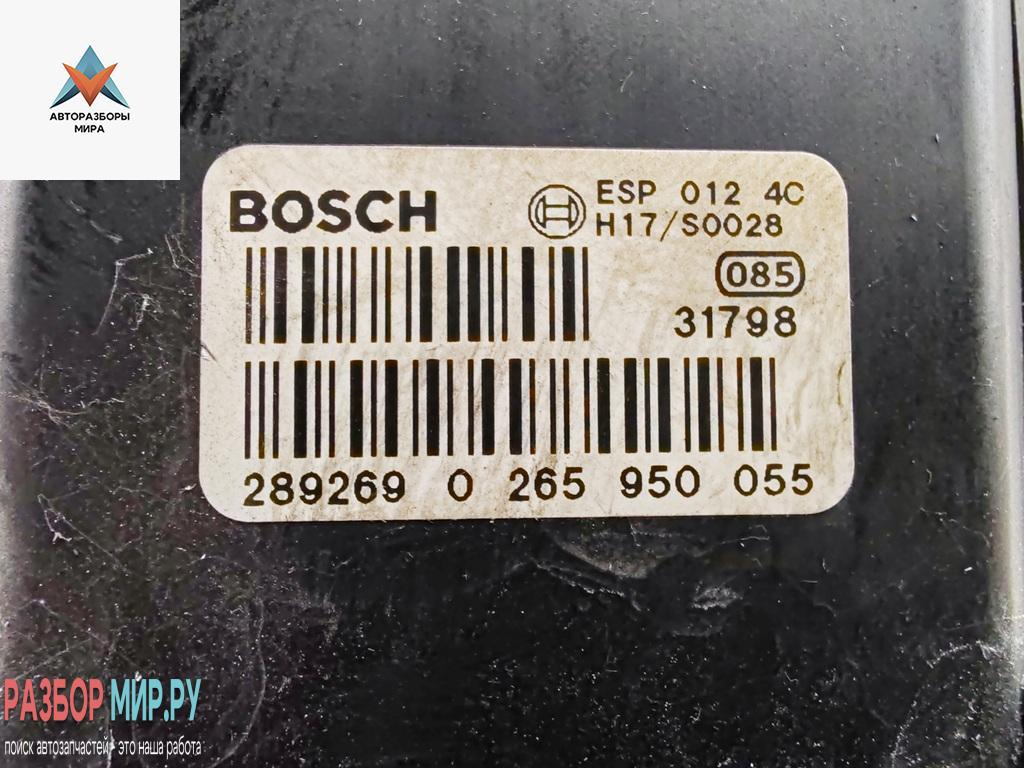 АВТОРАЗБОРЫ
МИРА
BOSCH
ESP 012 4C
H17/S0028
085
31798
289269 0 265 950 055
РАЗБОР МИР.РУ
поиск автозапчастей - это наша работа